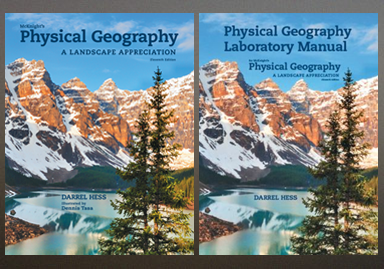 McKnight's
Physical Geography
A LANDSCAPE APPRECIATION
DARREL HESS
Illustrated by
Dennis Tasa
Physical Geography
Laboratory Manual
for McKnight's
Physical Geography
A LANDSCAPE APPRECIATION
DARREL HESS